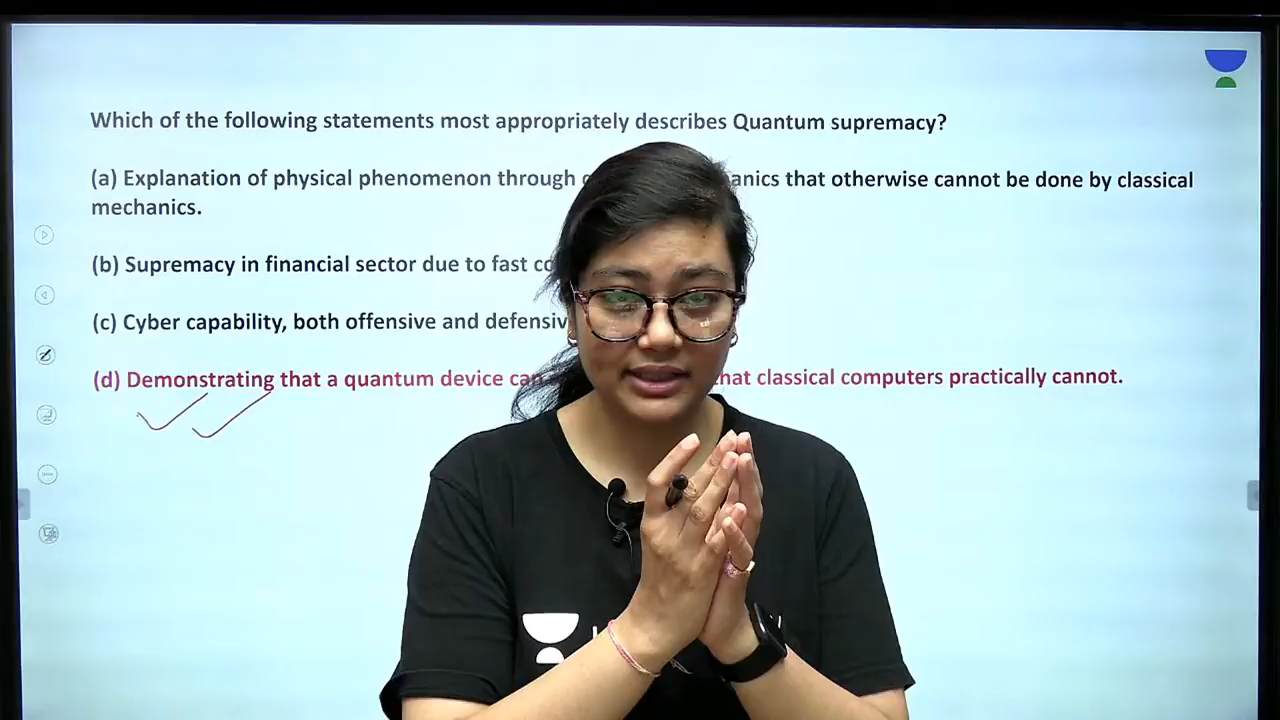 Which of the following statements most appropriately describes Quantum supremacy?
(a) Explanation of physical phenomenon through anics that otherwise cannot be done by classical
mechanics.
(b) Supremacy in financial sector due to fast co
(c) Cyber capability, both offensive and defensiv
(d) Demonstrating that a quantum device can hat classical computers practically cannot.